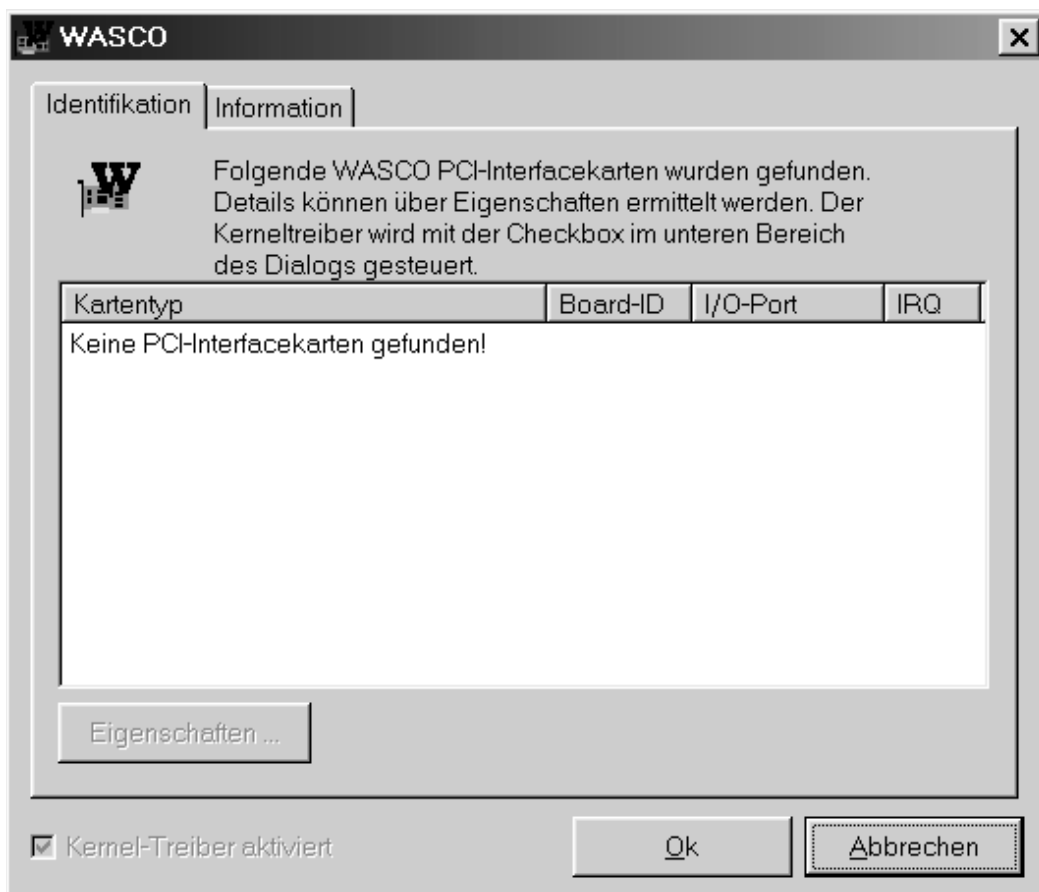 WASCO
Identifikation
Information
Folgende WASCO PCI-Interfacekarten wurden gefunden.
Details können über Eigenschaften ermittelt werden. Der
Kerneltreiber wird mit der Checkbox im unteren Bereich
des Dialogs gesteuert.
Kartentyp Board-ID I/O-Port IRQ
Keine PCI-Interfacekarten gefunden!
Eigenschaften ...
Kernel-Treiber aktiviert
Ok
Abbrechen